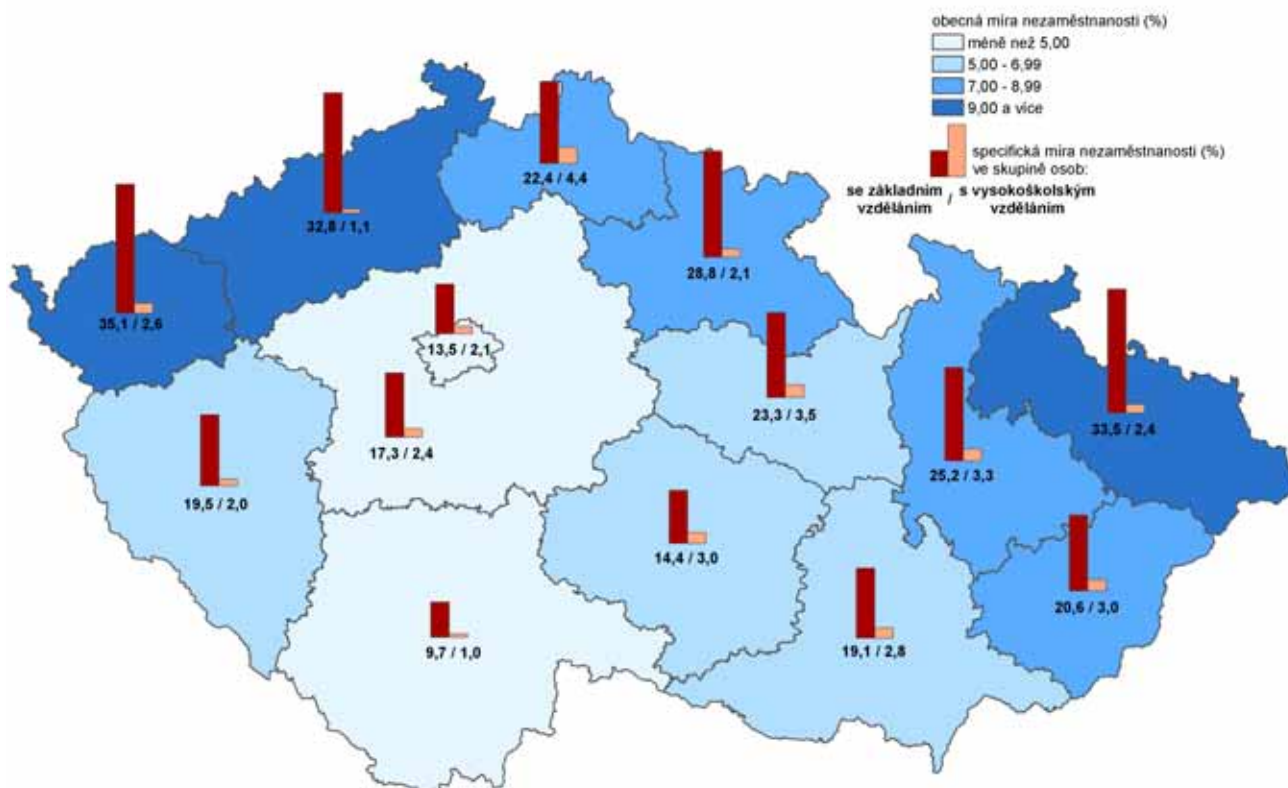 obecná míra nezaměstnanosti (%)
méně než 5,00
5,00 - 6,99
7,00 - 8,99
9,00 a více
specifická míra nezaměstnanosti (%)
ve skupině osob:
se základním / s vysokoškolským
vzděláním vzděláním
22,4 / 4,4
32,8 / 1,1
28,8 / 2,1
35,1 / 2,6
13,5 / 2,1
23,3 / 3,5
33,5 / 2,4
17,3 / 2,4
25,2 / 3,3
19,5 / 2,0
14,4 / 3,0
20,6 / 3,0
9,7 / 1,0
19,1 / 2,8